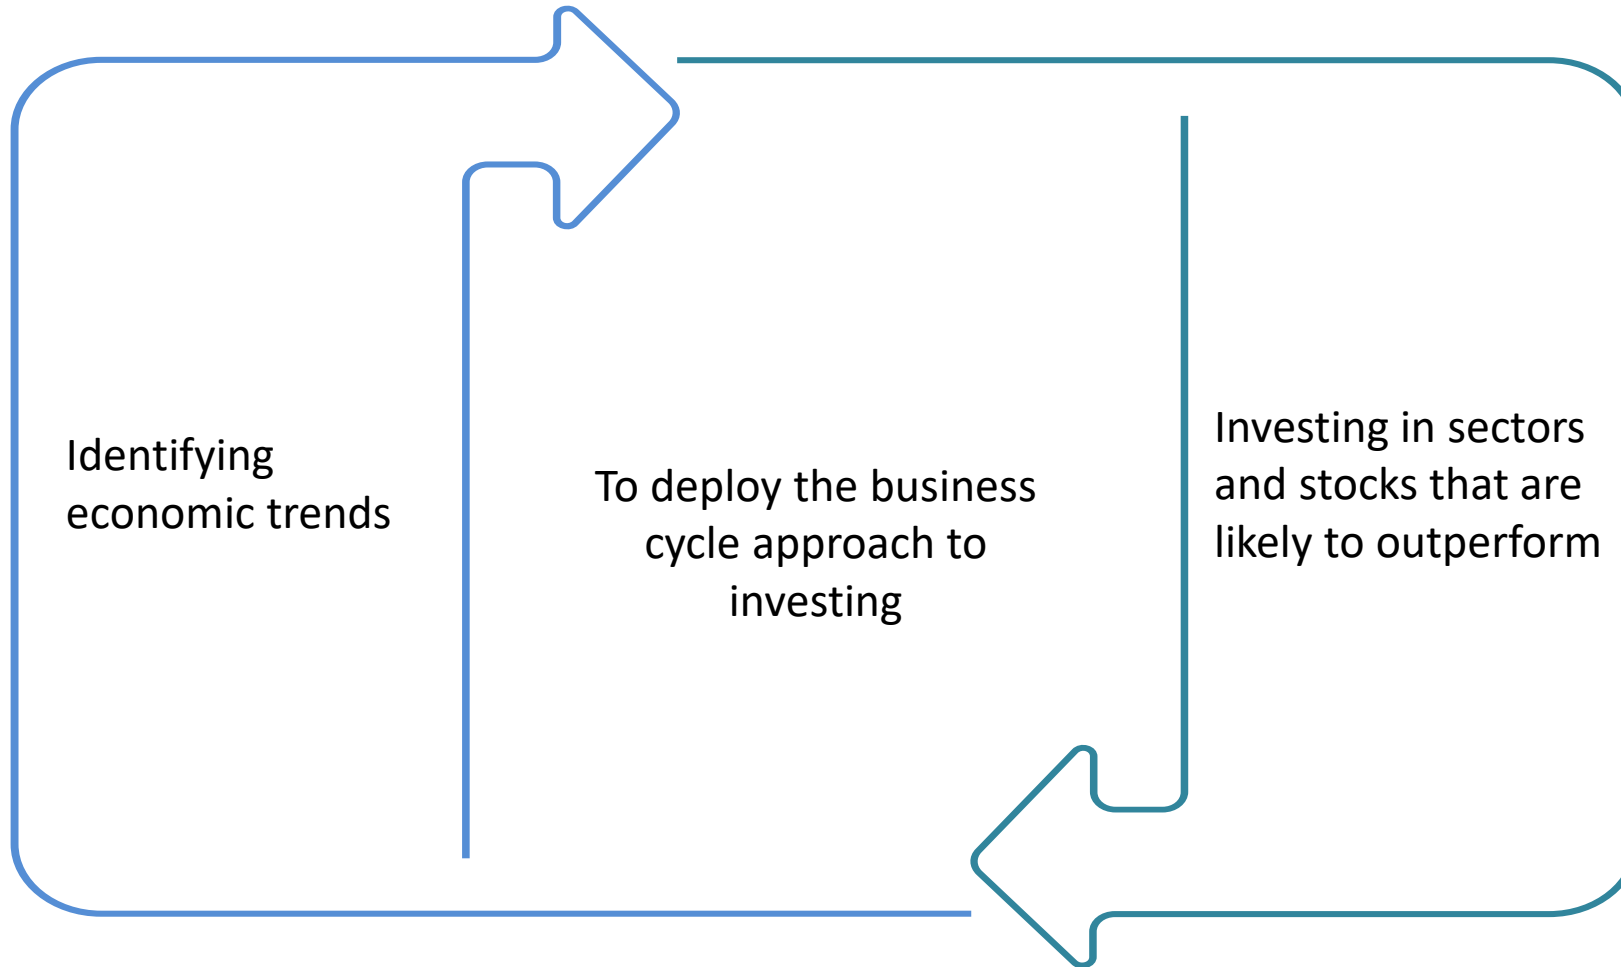 Identifying
economic trends
To deploy the business
cycle approach to
investing
Investing in sectors
and stocks that are
likely to outperform